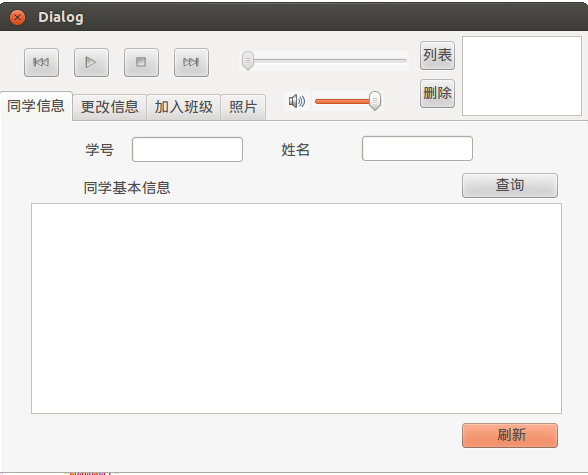 Dialog
列表
删除
同学信息 更改信息 加入班级 照片
学号 姓名
同学基本信息 查询
刷新